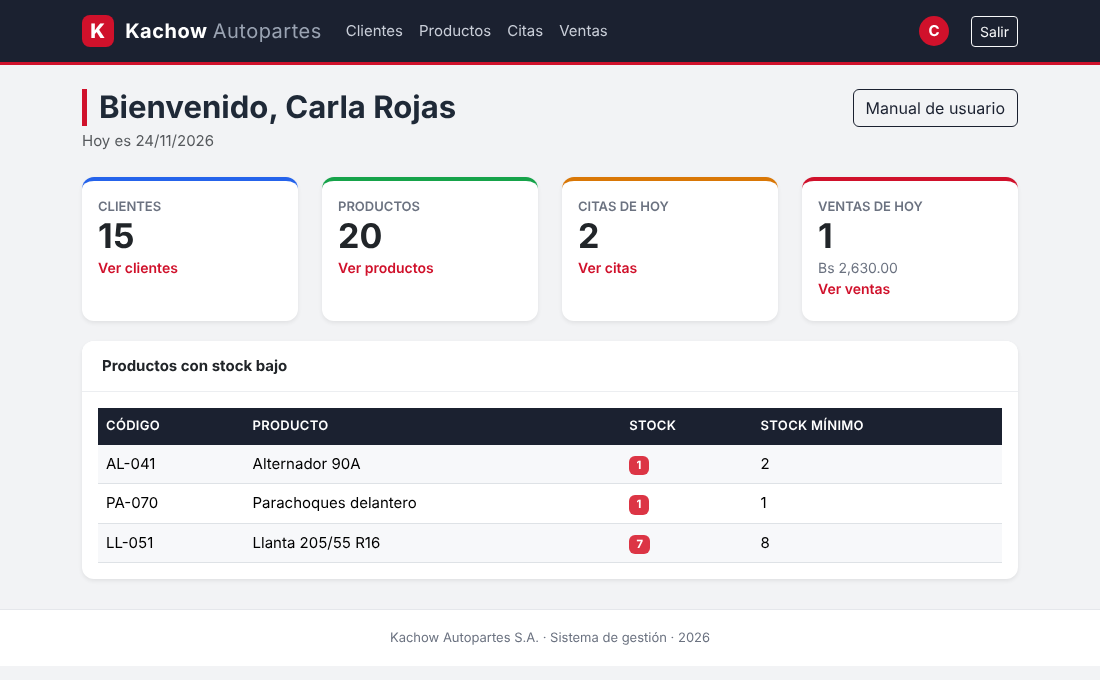 K Kachow Autopartes Clientes Productos Citas Ventas C Salir
Bienvenido, Carla Rojas
Manual de usuario
Hoy es 24/11/2026
CLIENTES
15
Ver clientes
PRODUCTOS
20
Ver productos
CITAS DE HOY
2
Ver citas
VENTAS DE HOY
1
Bs 2,630.00
Ver ventas
Productos con stock bajo
CÓDIGO PRODUCTO STOCK STOCK MÍNIMO
AL-041 Alternador 90A 1 2
PA-070 Parachoques delantero 1 1
LL-051 Llanta 205/55 R16 7 8
Kachow Autopartes S.A. · Sistema de gestión · 2026